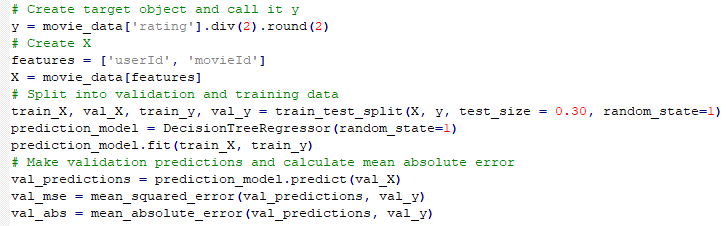 # Create target object and call it y
y = movie_data['rating'].div(2).round(2)
# Create X
features = ['userId', 'movieId']
X = movie_data[features]
# Split into validation and training data
train_X, val_X, train_y, val_y = train_test_split(X, y, test_size = 0.30, random_state=1)
prediction_model = DecisionTreeRegressor(random_state=1)
prediction_model.fit(train_X, train_y)
# Make validation predictions and calculate mean absolute error
val_predictions = prediction_model.predict(val_X)
val_mse = mean_squared_error(val_predictions, val_y)
val_abs = mean_absolute_error(val_predictions, val_y)